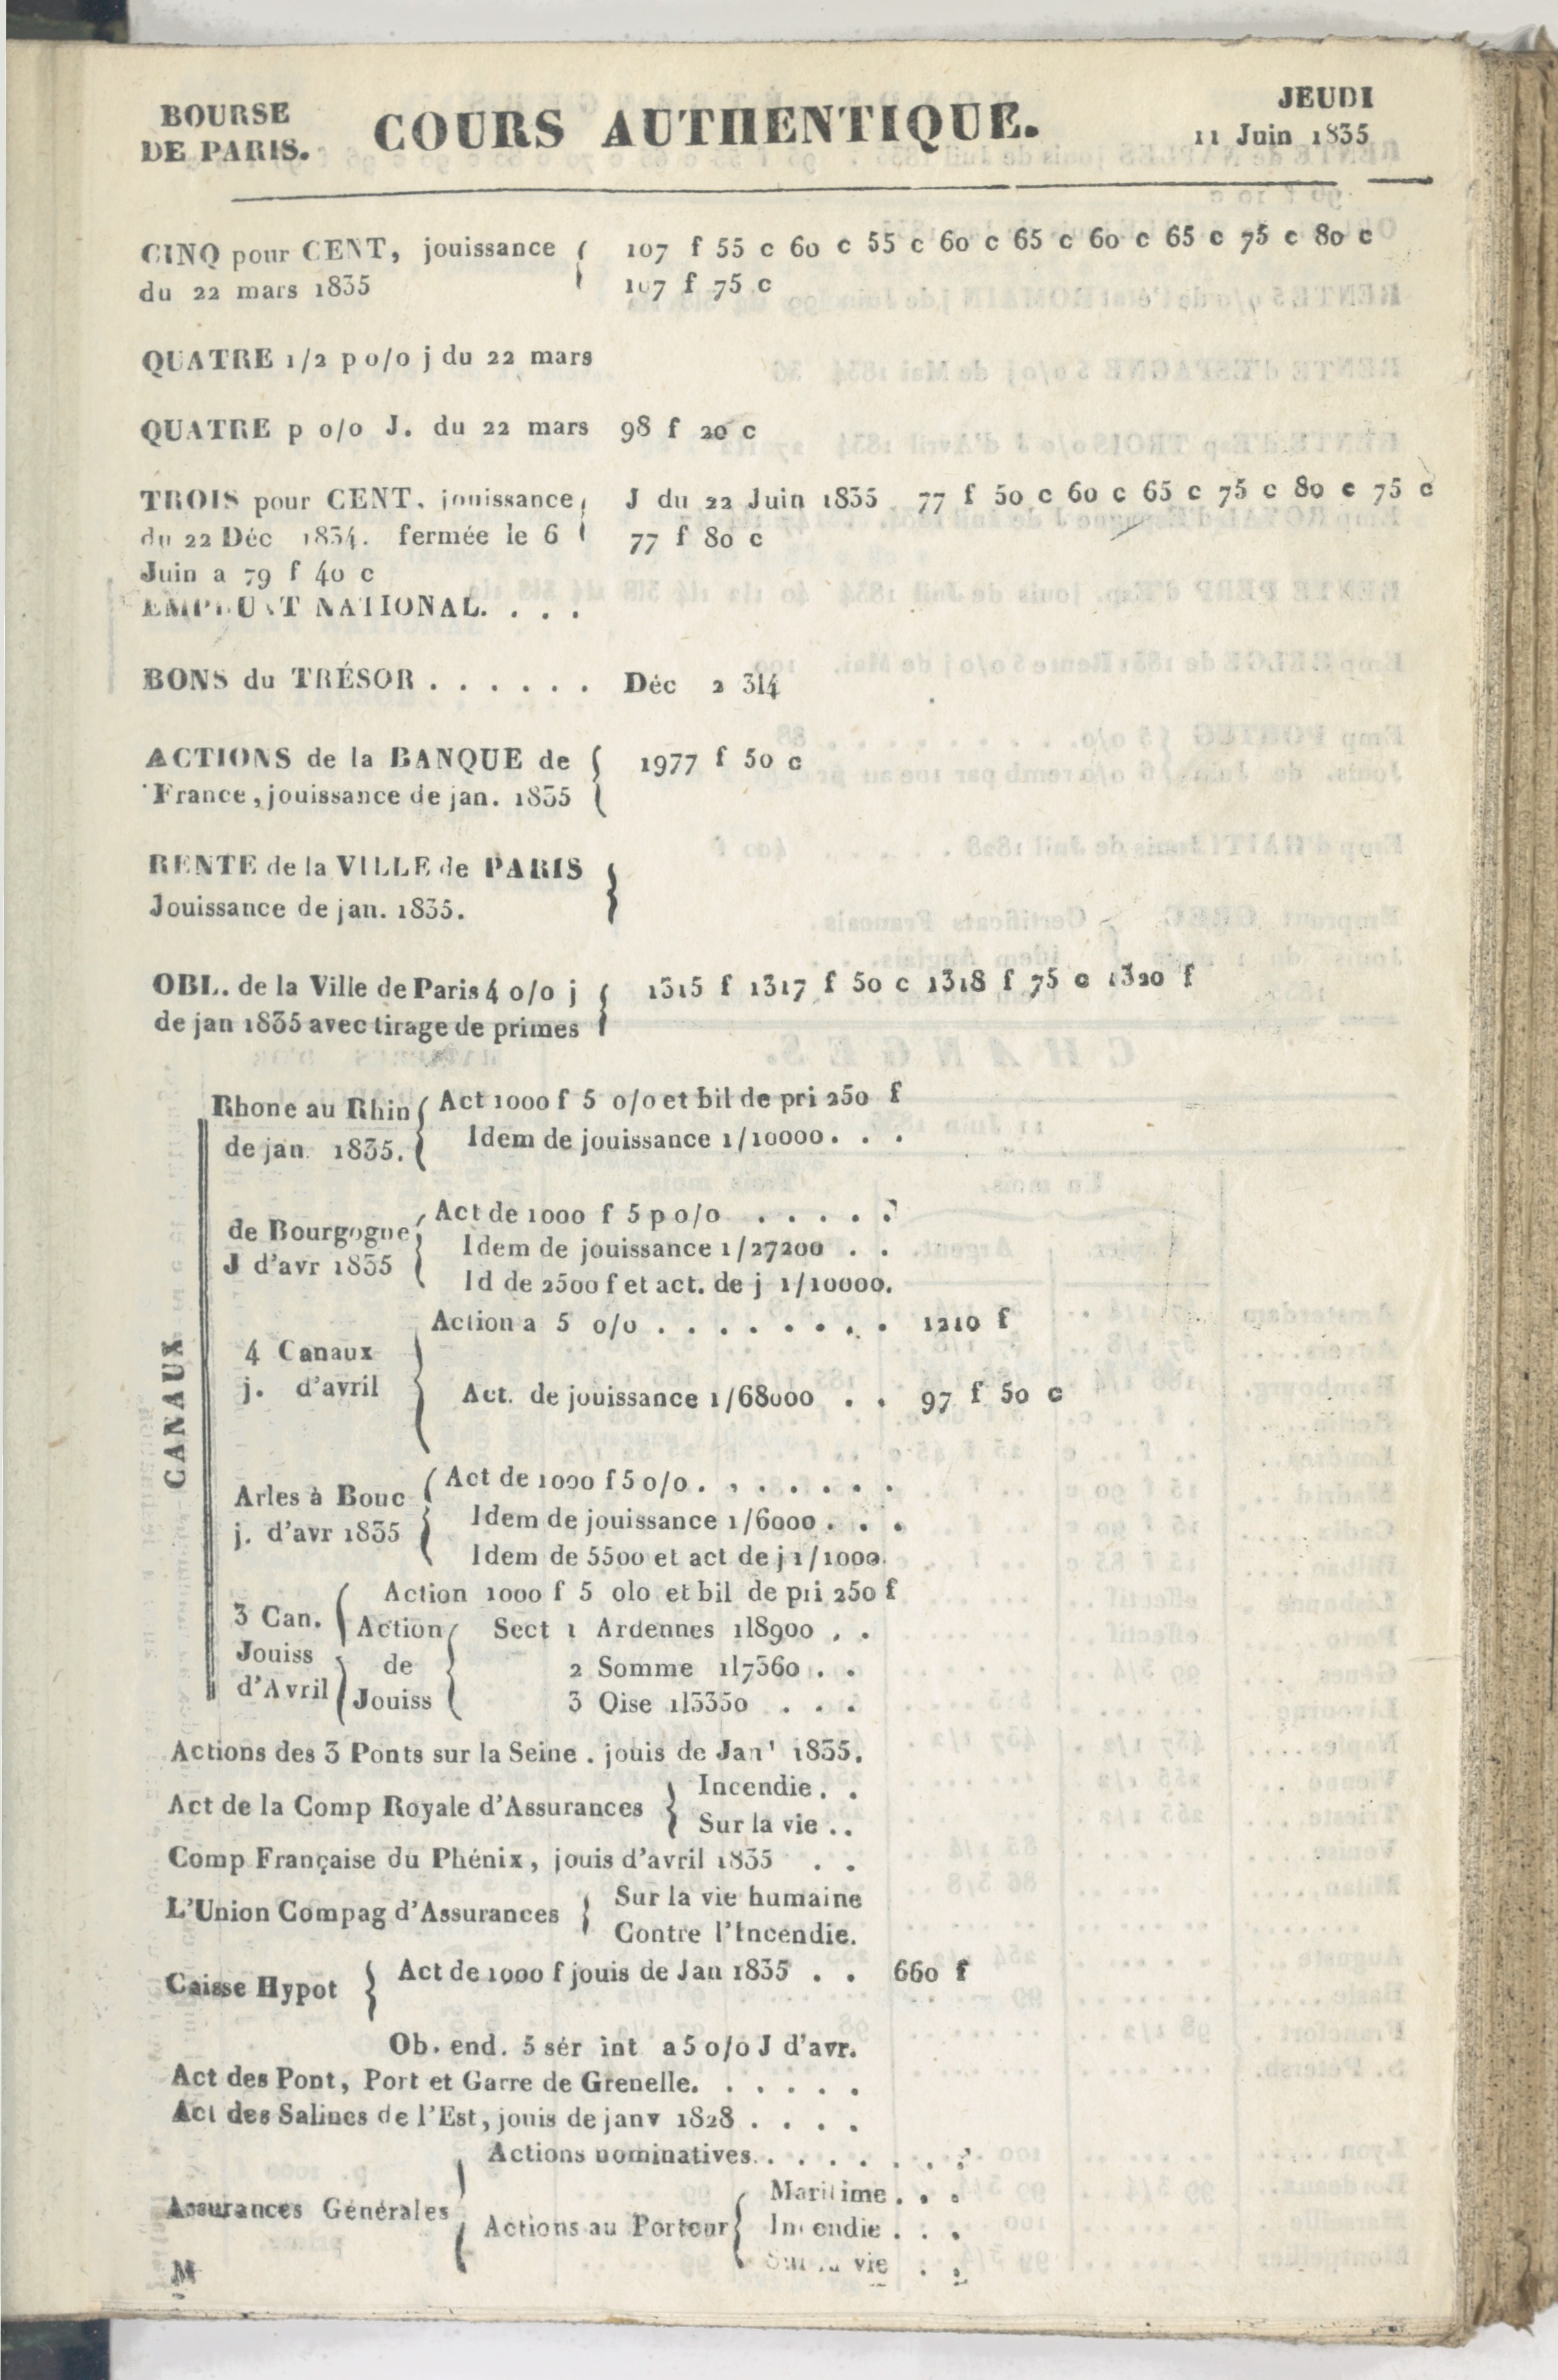 BOURSE
DE PARIS.
COURS AUTHENTIQUE.
JEUDI
11 Juin 1835
CINQ pour CENT, jouissance 107 f 55 c 60 c 55 c 60 c 65 c 60 c 65 c 75 c 80 c
du 22 mars 1835 107 f 75 c
QUATRE 1/2 p o/o j du 22 mars
QUATRE p o/o J. du 22 mars 98 f 20 c
TROIS pour CENT. jouissance J du 22 Juin 1835 77 f 50 c 60 c 65 c 75 c 80 c 75 c
du 22 Déc 1834. fermée le 6 77 f 80 c
Juin a 79 f 40 c
EMPRUNT NATIONAL. . . .
BONS du TRÉSOR . . . . . . Déc 2 3/4
ACTIONS de la BANQUE de 1977 f 50 c
France, jouissance de jan. 1835
RENTE de la VILLE de PARIS
Jouissance de jan. 1835.
OBL. de la Ville de Paris 4 o/o j 1315 f 1317 f 50 c 1318 f 75 c 1320 f
de jan 1835 avec tirage de primes
CANAUX
Rhone au Rhin Act 1000 f 5 o/o et bil de pri 250 f
de jan. 1835. Idem de jouissance 1/10000. . .
Act de 1000 f 5 p o/o . . . . .
de Bourgogne Idem de jouissance 1/27200 . .
J d'avr 1835 Id de 2500 f et act. de j 1/10000.
Action a 5 o/o . . . . . . . . 1210 f
4 Canaux
j. d'avril Act. de jouissance 1/68000 . . 97 f 50 c
Act de 1000 f 5 o/o. . . . . . .
Arles à Bouc Idem de jouissance 1/6000 . . .
j. d'avr 1835 Idem de 5500 et act de j 1/1000.
Action 1000 f 5 olo et bil de pri 250 f
3 Can. Action Sect 1 Ardennes 1l8900 . .
Jouiss de 2 Somme 1l7360 . .
d'Avril Jouiss 3 Oise 1l3350 . . .
Actions des 3 Ponts sur la Seine . jouis de Jan' 1835.
Act de la Comp Royale d'Assurances Incendie. .
Sur la vie . .
Comp Française du Phénix, jouis d'avril 1835 . .
L'Union Compag d'Assurances Sur la vie humaine
Contre l'Incendie.
Caisse Hypot Act de 1000 f jouis de Jan 1835 . . 660 f
Ob. end. 5 sér int a 5 o/o J d'avr.
Act des Pont, Port et Garre de Grenelle. . . . . .
Act des Salines de l'Est, jouis de janv 1828 . . . .
Actions nominatives. . . . . . . .
Assurances Générales Actions au Porteur Maritime . . .
Incendie . . .
Sur la vie . .
M